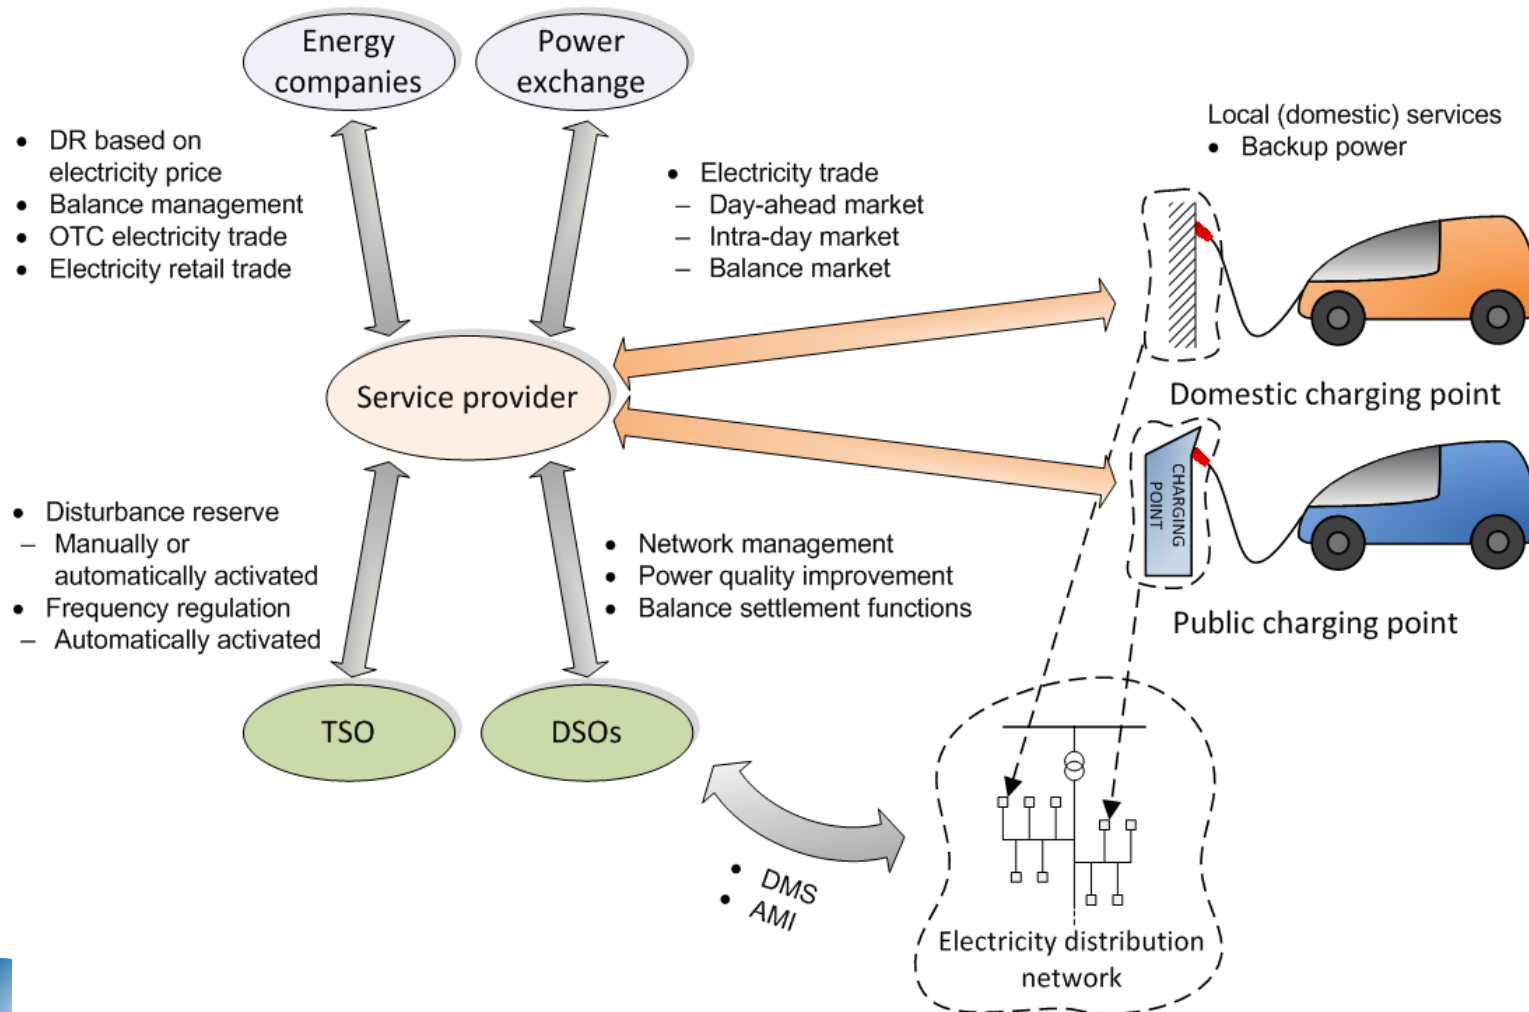 Energy
companies
Power
exchange
• DR based on
electricity price
• Balance management
• OTC electricity trade
• Electricity retail trade
• Electricity trade
– Day-ahead market
– Intra-day market
– Balance market
Local (domestic) services
• Backup power
Service provider
Domestic charging point
CHARGING
POINT
Public charging point
• Disturbance reserve
– Manually or
automatically activated
• Frequency regulation
– Automatically activated
• Network management
• Power quality improvement
• Balance settlement functions
TSO
DSOs
• DMS
• AMI
Electricity distribution
network